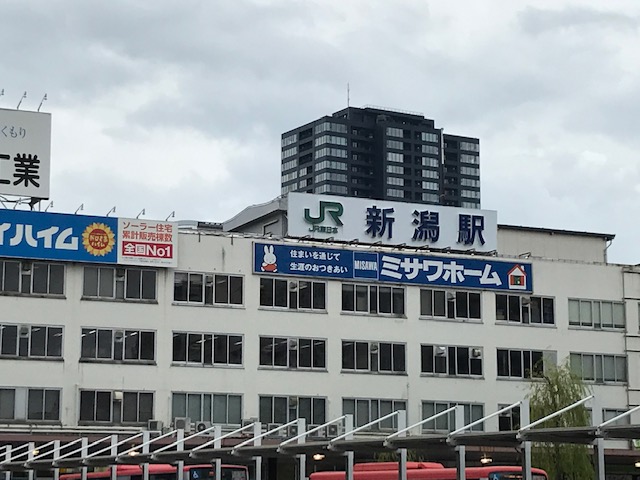 くもり
工業
イハイム
ソーラー住宅
累計販売棟数
全国No1
JR
JR東日本
新潟駅
住まいを通じて
生涯のおつきあい
MISAWA
ミサワホーム